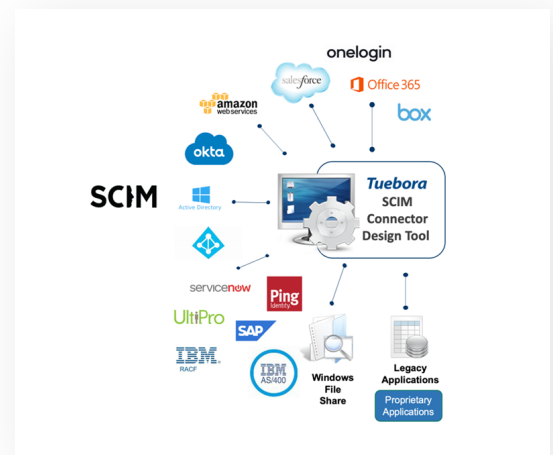 onelogin
salesforce
Office 365
amazon
webservices
box
okta
SCIM
Active Directory
Tuebora
SCIM
Connector
Design Tool
servicenow
Ping
Identity
UltiPro
SAP
IBM.
RACF
IBM
AS/400
Windows
File
Share
Legacy
Applications
Proprietary
Applications